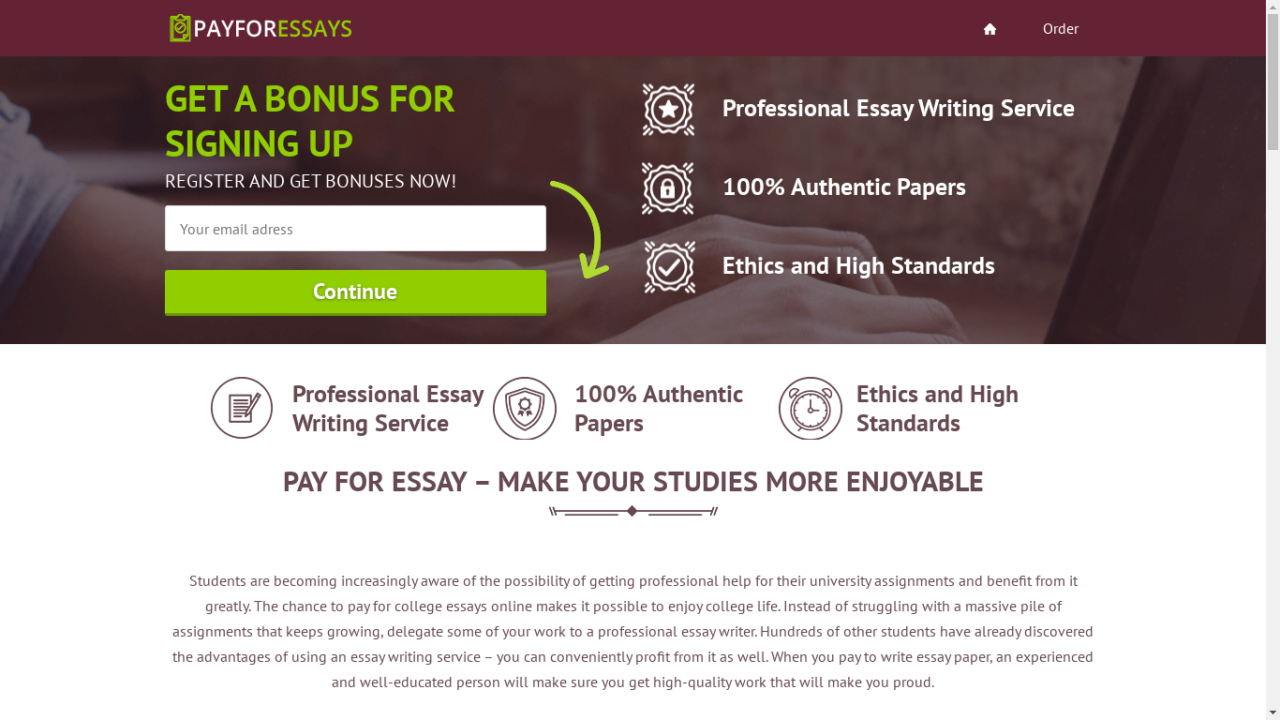 PAYFORESSAYS
Order
GET A BONUS FOR
SIGNING UP
REGISTER AND GET BONUSES NOW!
Your email adress
Continue
Professional Essay Writing Service
100% Authentic Papers
Ethics and High Standards
Professional Essay
Writing Service
100% Authentic
Papers
Ethics and High
Standards
PAY FOR ESSAY – MAKE YOUR STUDIES MORE ENJOYABLE
Students are becoming increasingly aware of the possibility of getting professional help for their university assignments and benefit from it
greatly. The chance to pay for college essays online makes it possible to enjoy college life. Instead of struggling with a massive pile of
assignments that keeps growing, delegate some of your work to a professional essay writer. Hundreds of other students have already discovered
the advantages of using an essay writing service – you can conveniently profit from it as well. When you pay to write essay paper, an experienced
and well-educated person will make sure you get high-quality work that will make you proud.